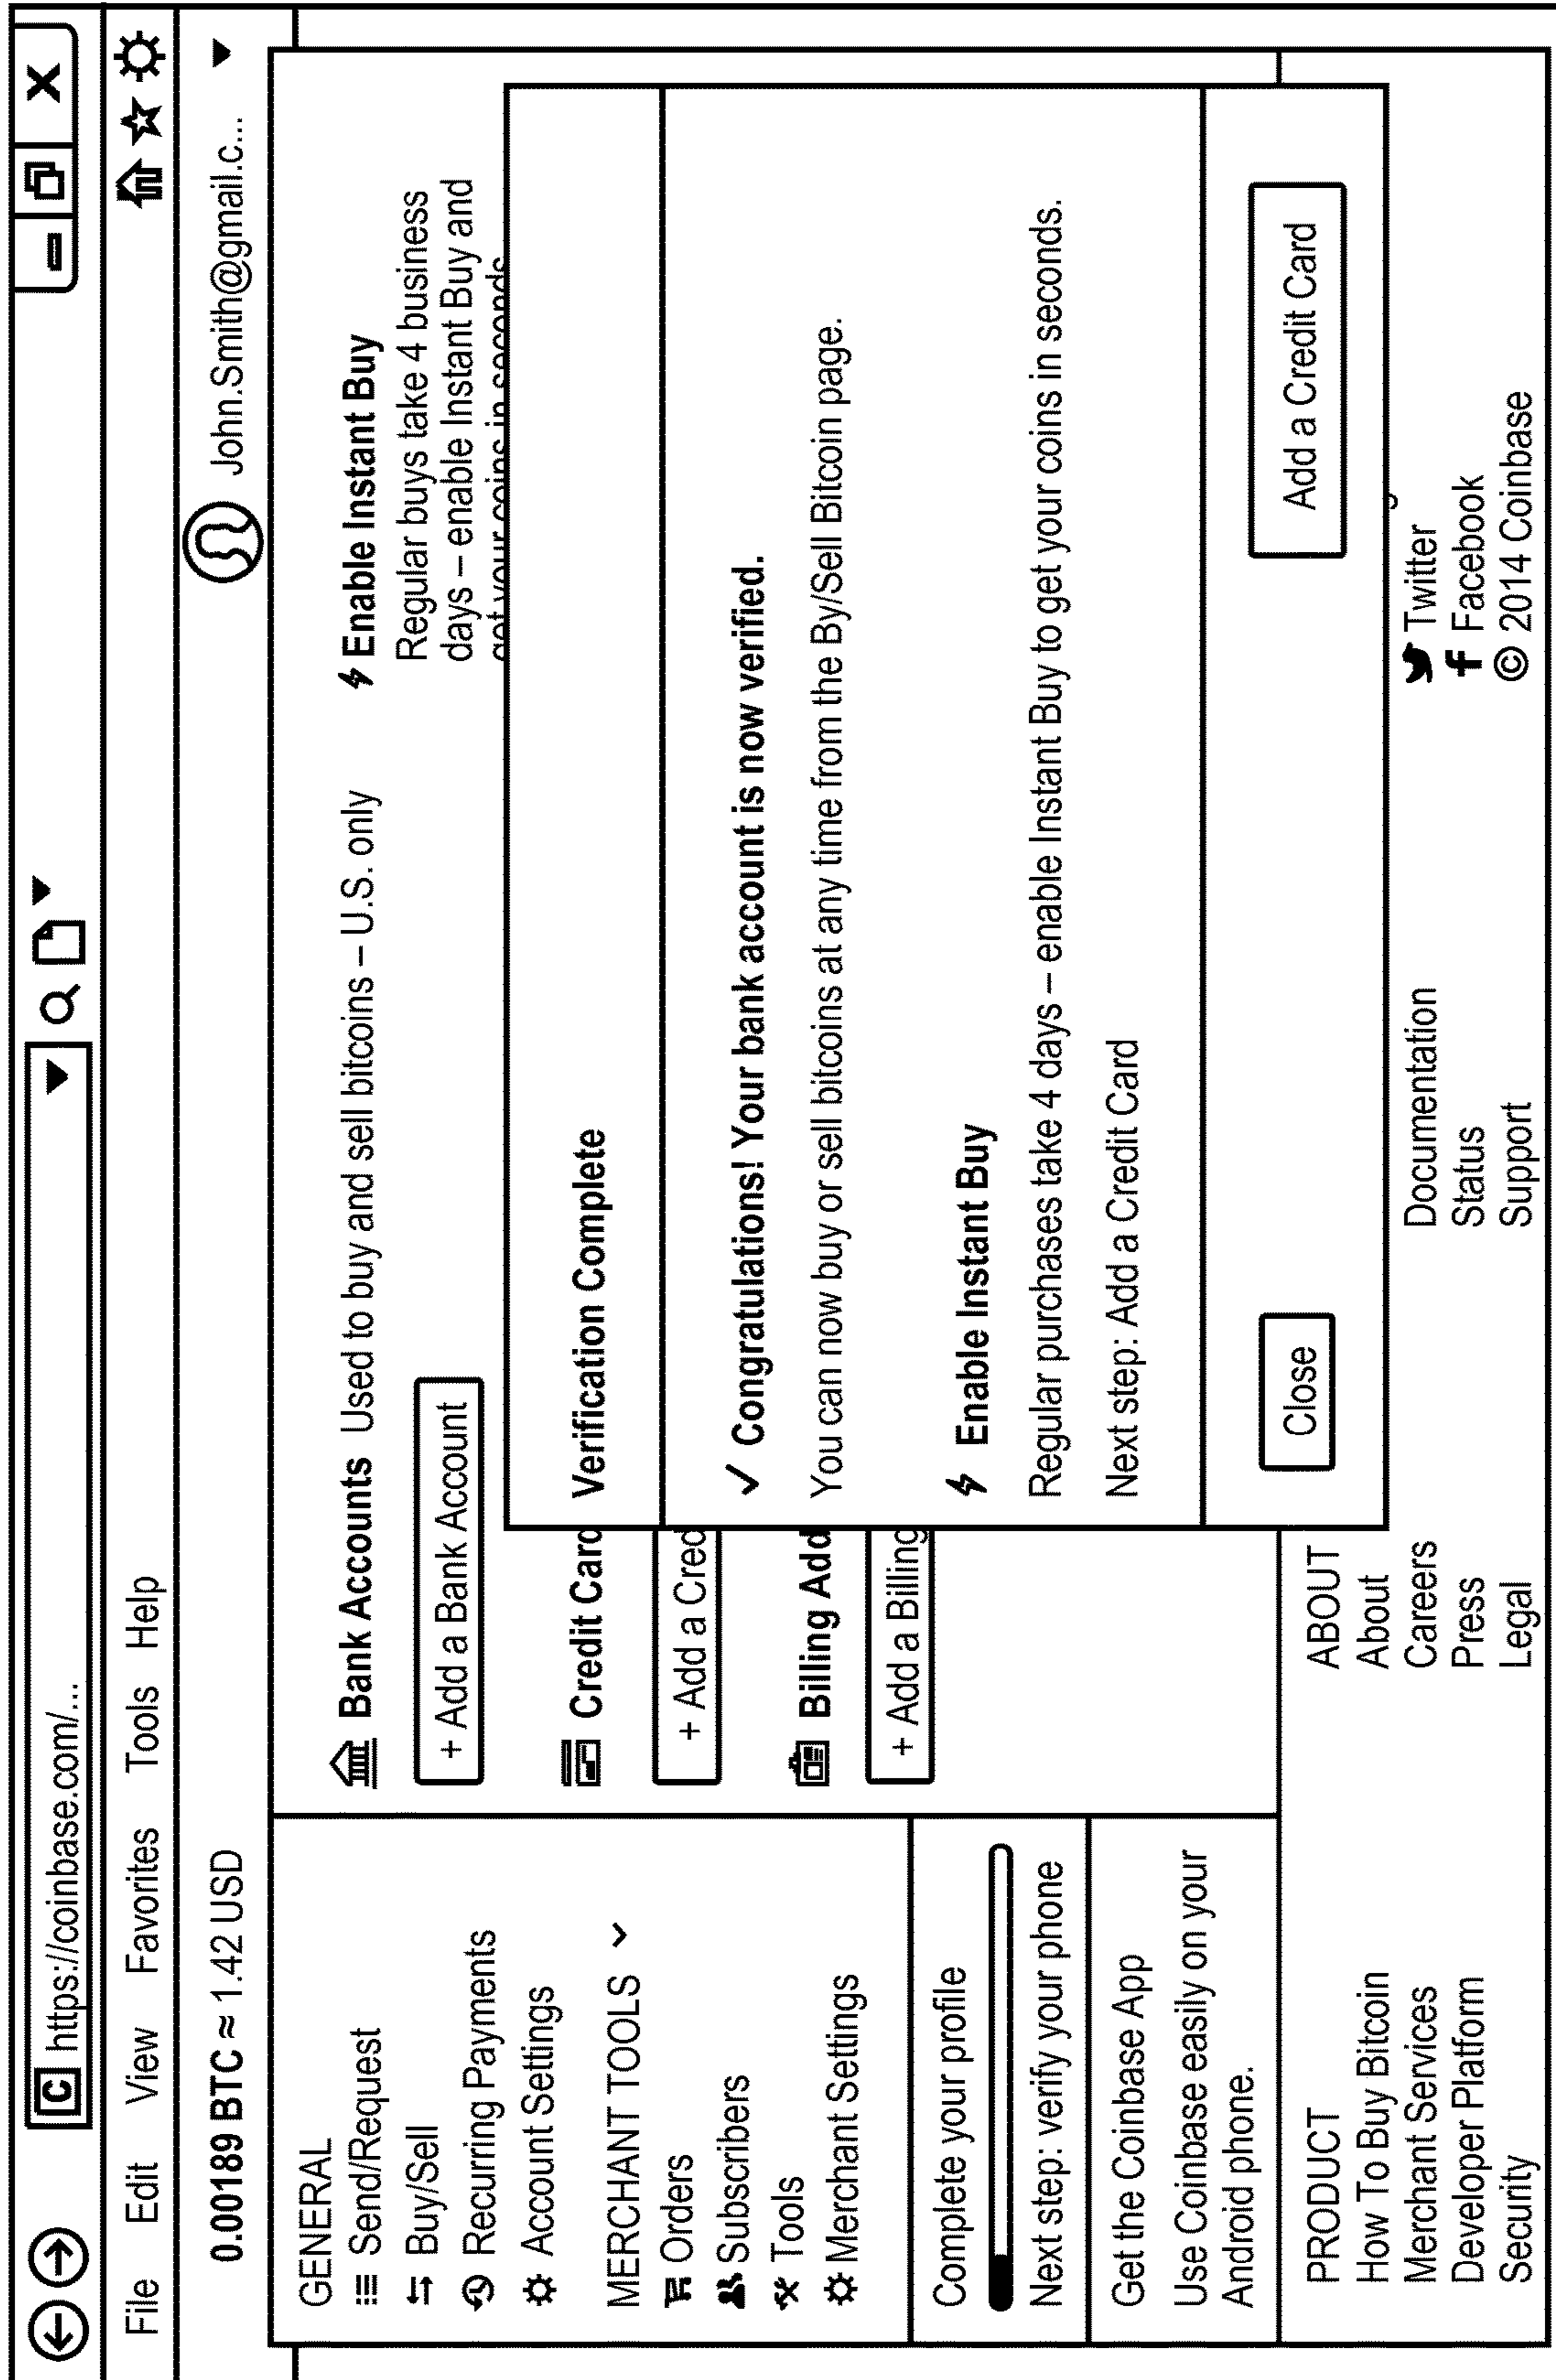 C https://coinbase.com/...
X
File Edit View Favorites Tools Help
0.00189 BTC ≈ 1.42 USD
John.Smith@gmail.c...
GENERAL
Send/Request
Buy/Sell
Recurring Payments
Account Settings
MERCHANT TOOLS
Orders
Subscribers
Tools
Merchant Settings
Complete your profile
Next step: verify your phone
Get the Coinbase App
Use Coinbase easily on your
Android phone.
Bank Accounts Used to buy and sell bitcoins – U.S. only
+ Add a Bank Account
Credit Card
+ Add a Cred
Billing Add
+ Add a Billing
Enable Instant Buy
Regular buys take 4 business
days – enable Instant Buy and
get your coins in seconds
Verification Complete
✓ Congratulations! Your bank account is now verified.
You can now buy or sell bitcoins at any time from the By/Sell Bitcoin page.
Enable Instant Buy
Regular purchases take 4 days – enable Instant Buy to get your coins in seconds.
Next step: Add a Credit Card
Close
Add a Credit Card
PRODUCT
How To Buy Bitcoin
Merchant Services
Developer Platform
Security
ABOUT
About
Careers
Press
Legal
Documentation
Status
Support
Twitter
Facebook
© 2014 Coinbase